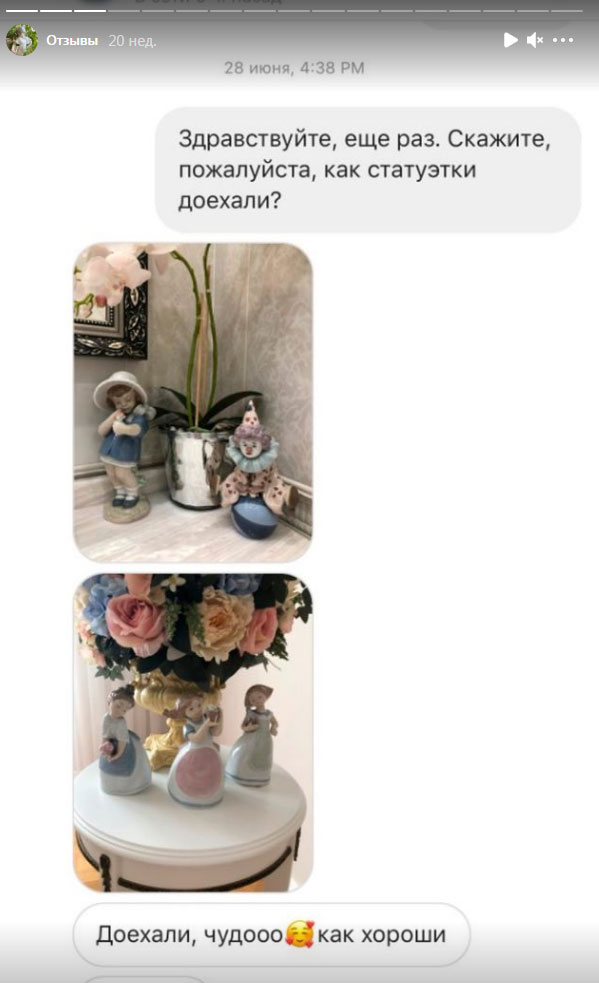 Отзывы 20 нед.
28 июня, 4:38 PM
Здравствуйте, еще раз. Скажите,
пожалуйста, как статуэтки
доехали?
Доехали, чудооо🥰как хороши